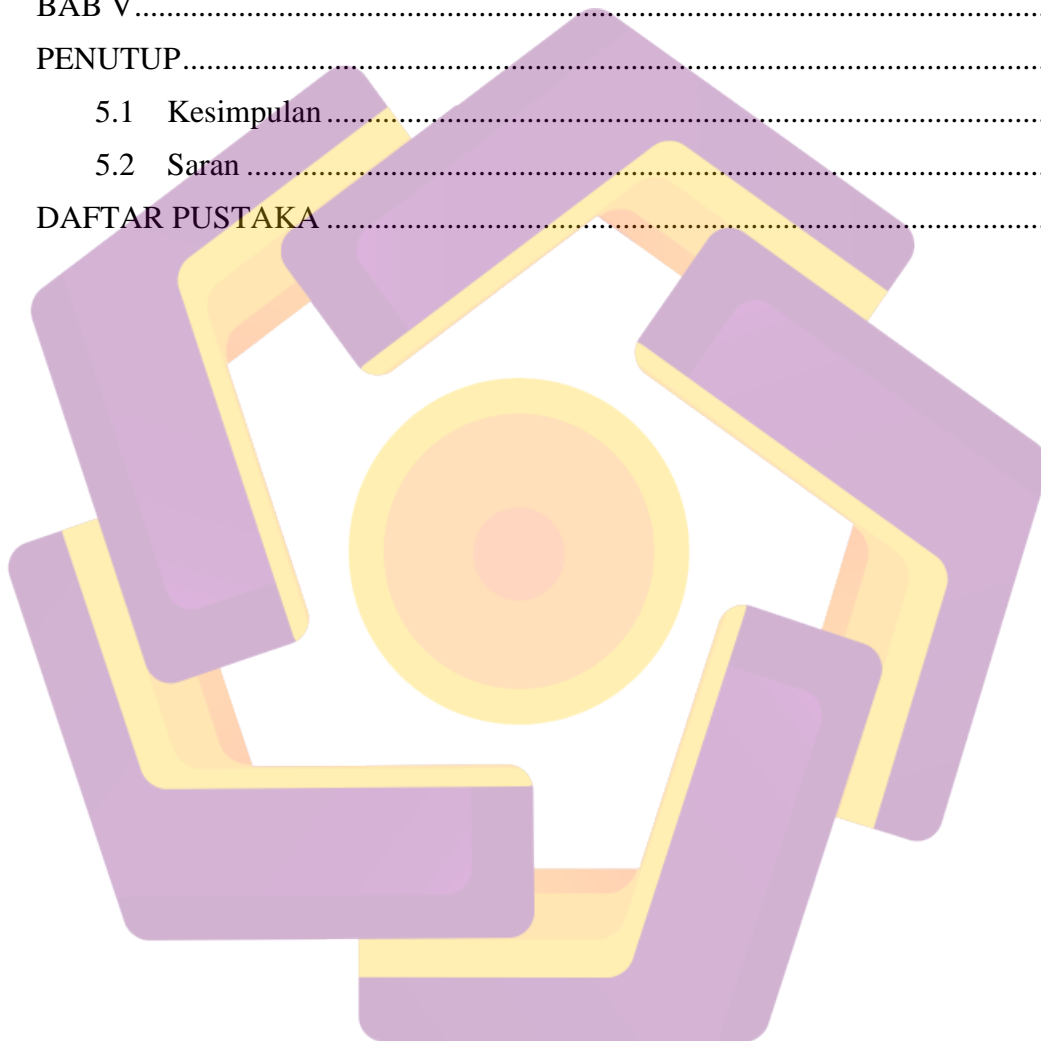 BAB V....................................................................................................
PENUTUP..............................................................................................
5.1 Kesimpulan ..................................................................................
5.2 Saran ...........................................................................................
DAFTAR PUSTAKA ..............................................................................